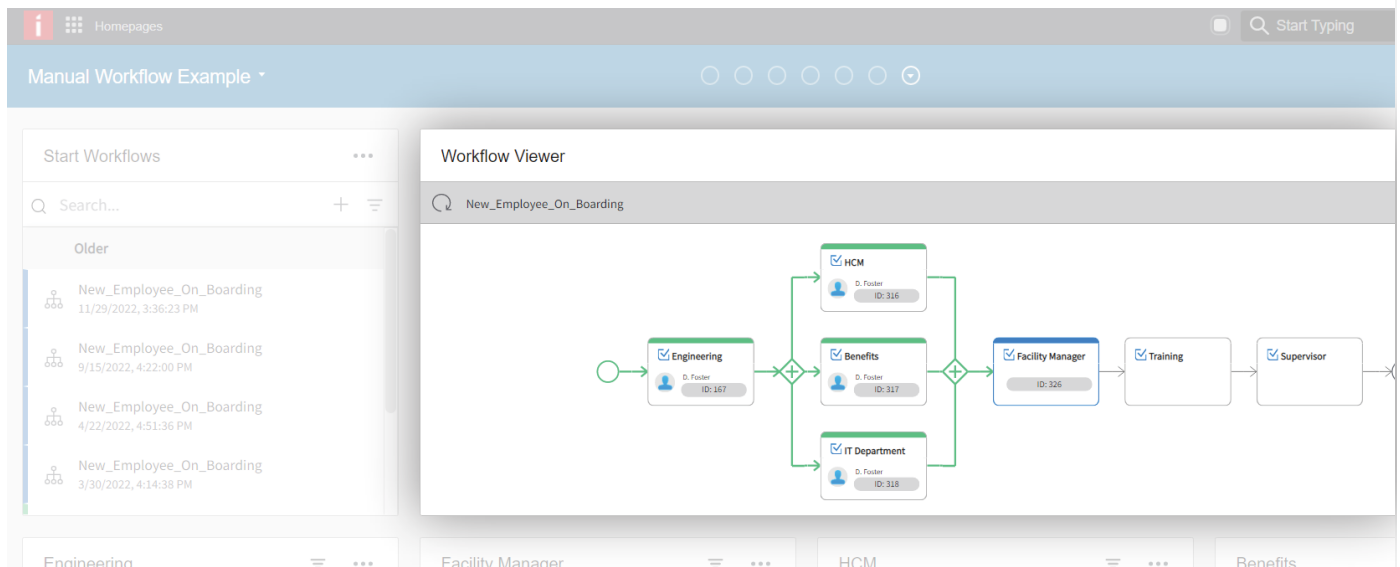 Homepages
Start Typing
Manual Workflow Example
Start Workflows
Search...
Older
New_Employee_On_Boarding
11/29/2022, 3:36:23 PM
New_Employee_On_Boarding
9/15/2022, 4:22:00 PM
New_Employee_On_Boarding
4/22/2022, 4:51:36 PM
New_Employee_On_Boarding
3/30/2022, 4:14:38 PM
Workflow Viewer
New_Employee_On_Boarding
Engineering
D. Foster
ID: 167
HCM
D. Foster
ID: 316
Benefits
D. Foster
ID: 317
IT Department
D. Foster
ID: 318
Facility Manager
ID: 326
Training
Supervisor
Engineering
Facility Manager
HCM
Benefits